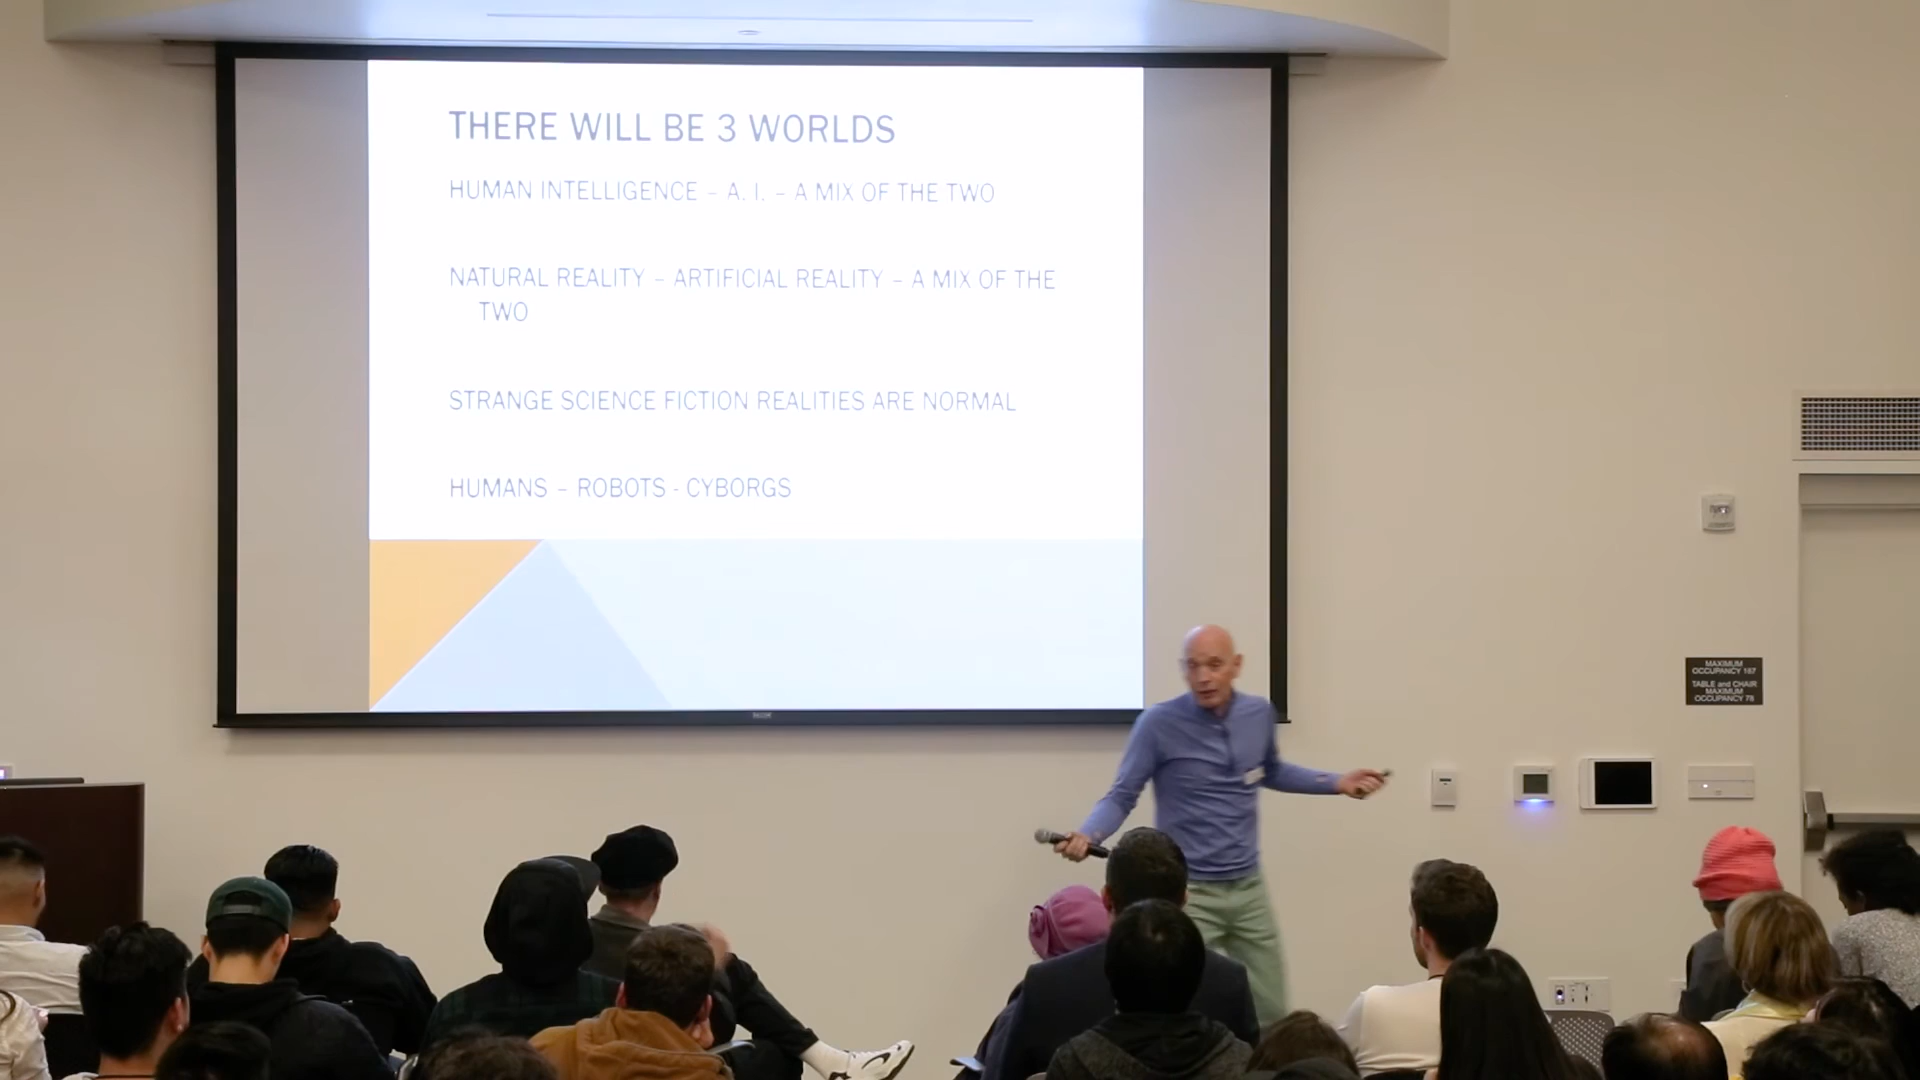 THERE WILL BE 3 WORLDS
HUMAN INTELLIGENCE – A. I. – A MIX OF THE TWO
NATURAL REALITY – ARTIFICIAL REALITY – A MIX OF THE
TWO
STRANGE SCIENCE FICTION REALITIES ARE NORMAL
HUMANS – ROBOTS - CYBORGS
MAXIMUM
OCCUPANCY 197
TABLE and CHAIR
MAXIMUM
OCCUPANCY 78